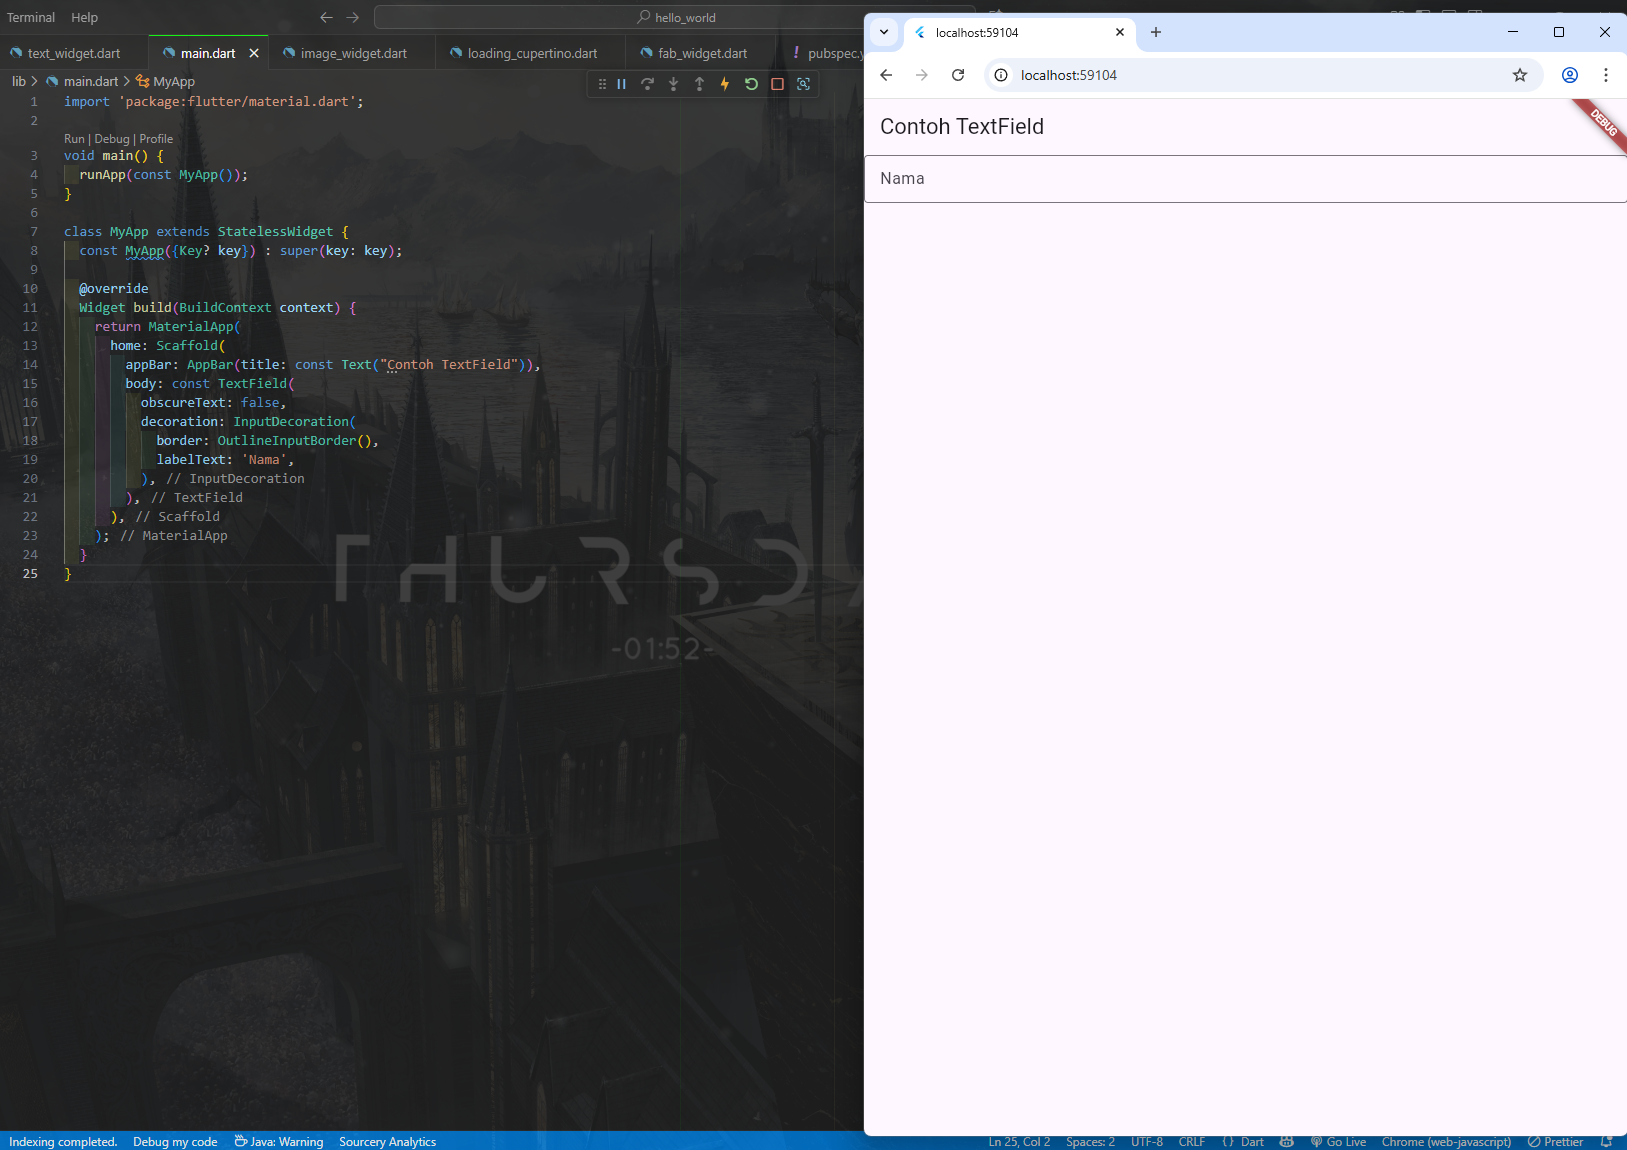 Terminal Help
hello_world
text_widget.dart main.dart image_widget.dart loading_cupertino.dart fab_widget.dart ! pubspec.y
lib > main.dart > MyApp
1 import 'package:flutter/material.dart';
2
Run | Debug | Profile
3 void main() {
4 runApp(const MyApp());
5 }
6
7 class MyApp extends StatelessWidget {
8 const MyApp({Key? key}) : super(key: key);
9
10 @override
11 Widget build(BuildContext context) {
12 return MaterialApp(
13 home: Scaffold(
14 appBar: AppBar(title: const Text("Contoh TextField")),
15 body: const TextField(
16 obscureText: false,
17 decoration: InputDecoration(
18 border: OutlineInputBorder(),
19 labelText: 'Nama',
20 ), // InputDecoration
21 ), // TextField
22 ), // Scaffold
23 ); // MaterialApp
24 }
25 }
THURSD
-01:52-
localhost:59104
localhost:59104
Contoh TextField
DEBUG
Nama
Indexing completed. Debug my code Java: Warning Sourcery Analytics
Ln 25, Col 2 Spaces: 2 UTF-8 CRLF {} Dart Go Live Chrome (web-javascript) Prettier